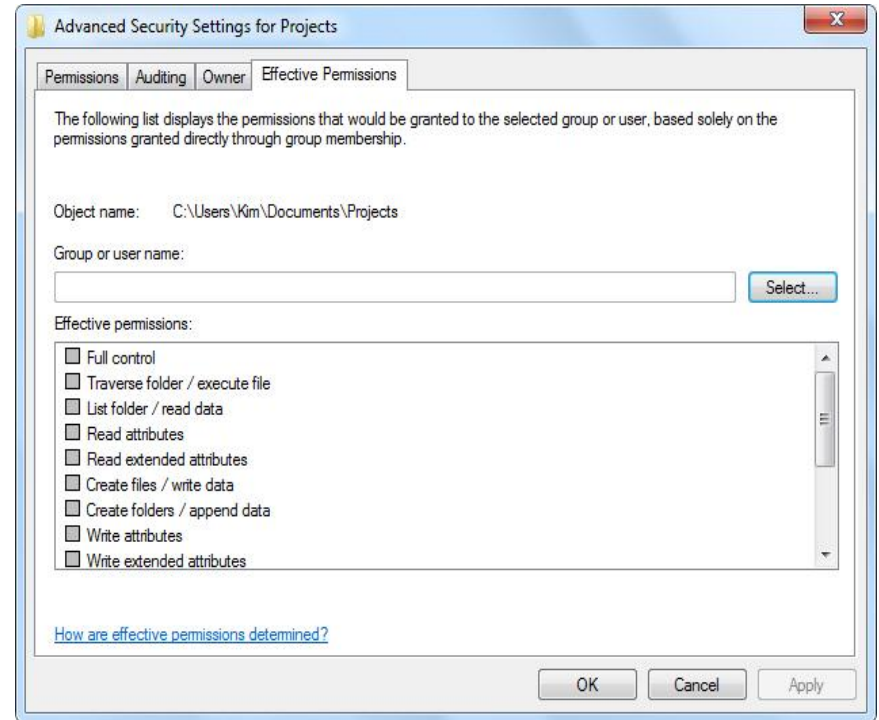 Advanced Security Settings for Projects
X
Permissions Auditing Owner Effective Permissions
The following list displays the permissions that would be granted to the selected group or user, based solely on the
permissions granted directly through group membership.
Object name: C:\Users\Kim\Documents\Projects
Group or user name:
Select...
Effective permissions:
Full control
Traverse folder / execute file
List folder / read data
Read attributes
Read extended attributes
Create files / write data
Create folders / append data
Write attributes
Write extended attributes
How are effective permissions determined?
OK Cancel Apply